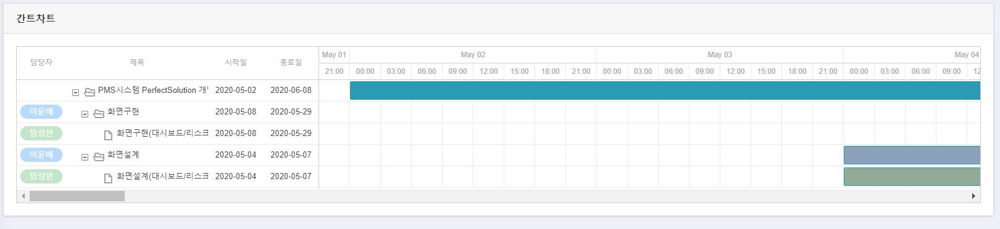 간트차트
담당자 제목 시작일 종료일 May 01 May 02 May 03 May 04
21:00 00:00 03:00 06:00 09:00 12:00 15:00 18:00 21:00 00:00 03:00 06:00 09:00 12:00 15:00 18:00 21:00 00:00 03:00 06:00 09:00 12
PMS시스템 PerfectSolution 2020-05-02 2020-06-08
이윤배 화면구현 2020-05-08 2020-05-29
임성빈 화면구현(대시보드/리스크 2020-05-08 2020-05-29
이윤배 화면설계 2020-05-04 2020-05-07
임성빈 화면설계(대시보드/리스크 2020-05-04 2020-05-07